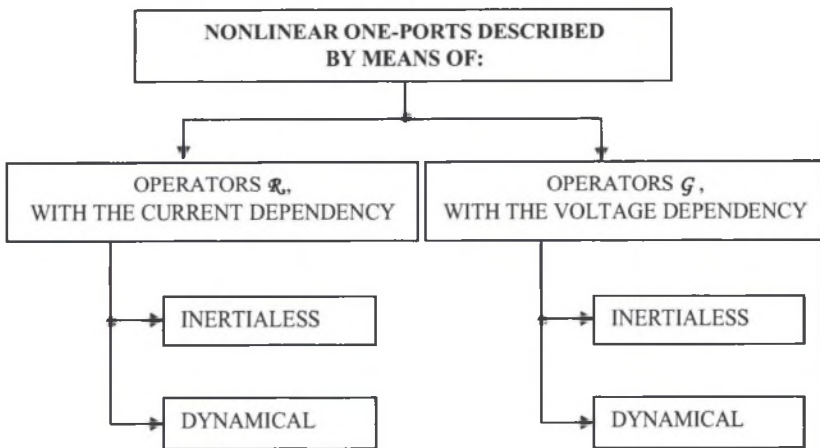 NONLINEAR ONE-PORTS DESCRIBED
BY MEANS OF:
OPERATORS ℛ,
WITH THE CURRENT DEPENDENCY
OPERATORS 𝒢 ,
WITH THE VOLTAGE DEPENDENCY
INERTIALESS
INERTIALESS
DYNAMICAL
DYNAMICAL